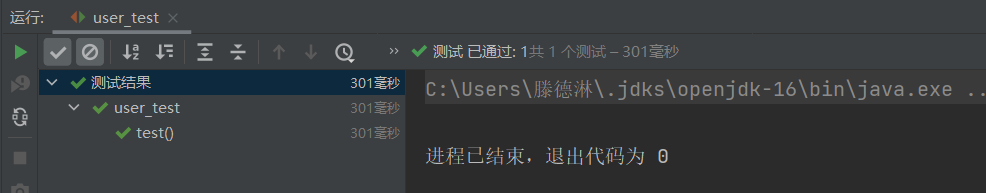 运行: user_test
测试 已通过: 1共 1 个测试 – 301毫秒
测试结果 301毫秒
user_test 301毫秒
test() 301毫秒
C:\Users\滕德淋\.jdks\openjdk-16\bin\java.exe ..
进程已结束，退出代码为 0